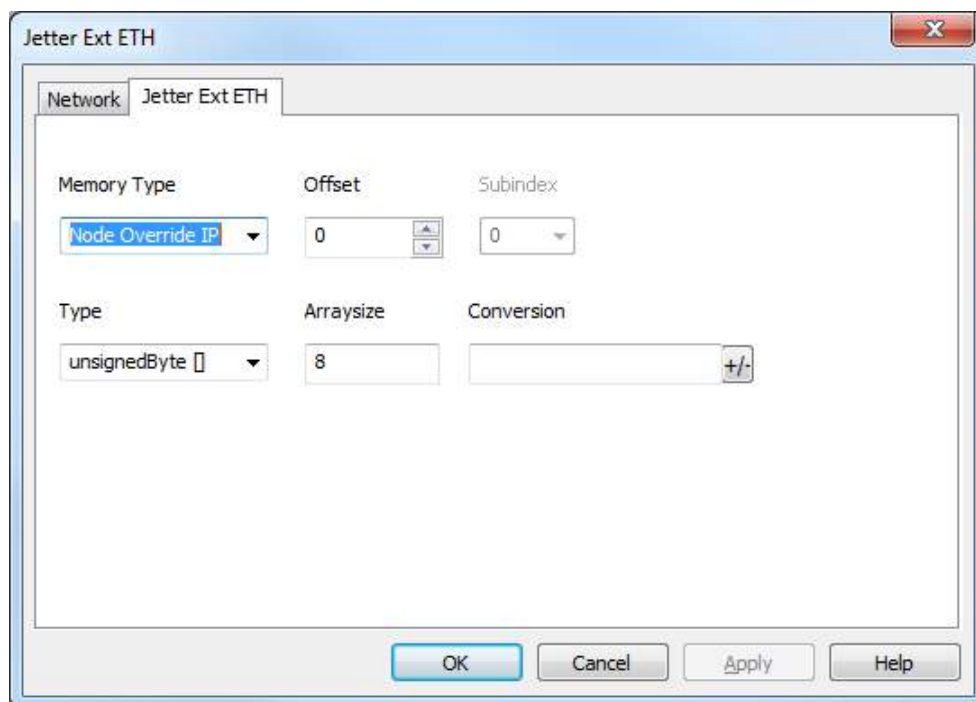 Jetter Ext ETH
Network Jetter Ext ETH
Memory Type Offset Subindex
Node Override IP 0 0
Type Arraysize Conversion
unsignedByte [] 8 +/-
OK Cancel Apply Help